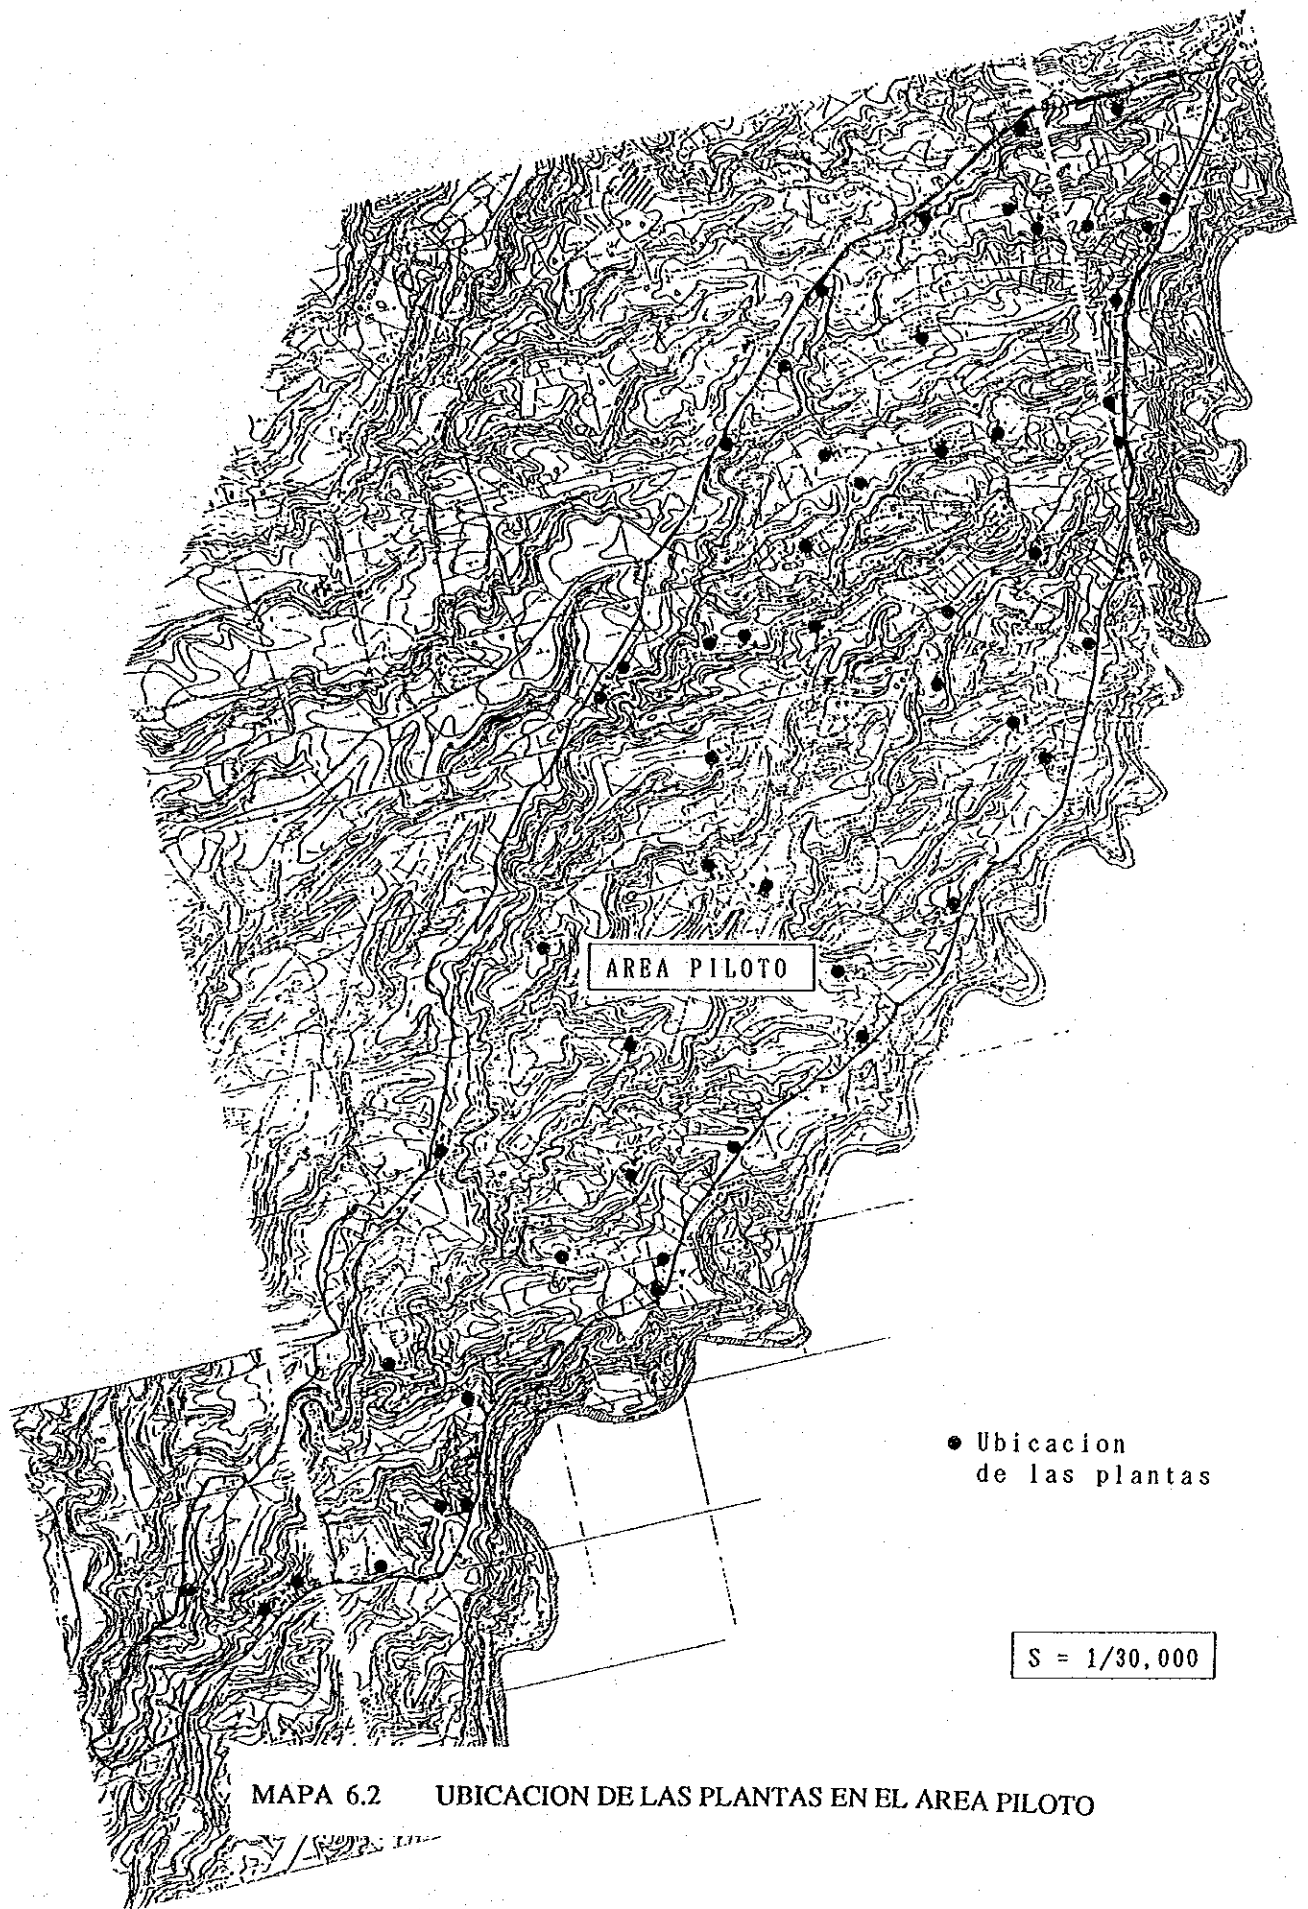 AREA PILOTO
● Ubicacion
de las plantas
S = 1/30,000
MAPA 6.2 UBICACION DE LAS PLANTAS EN EL AREA PILOTO